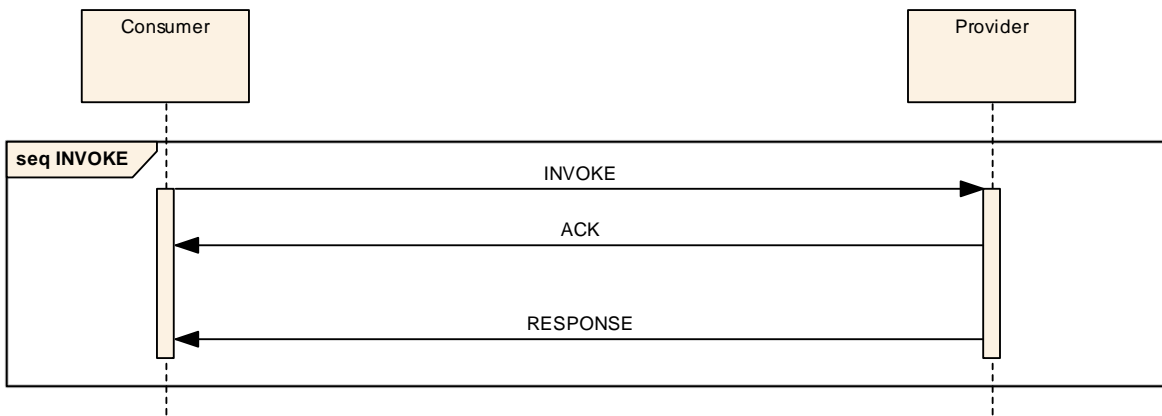 Consumer
Provider
seq INVOKE
INVOKE
ACK
RESPONSE